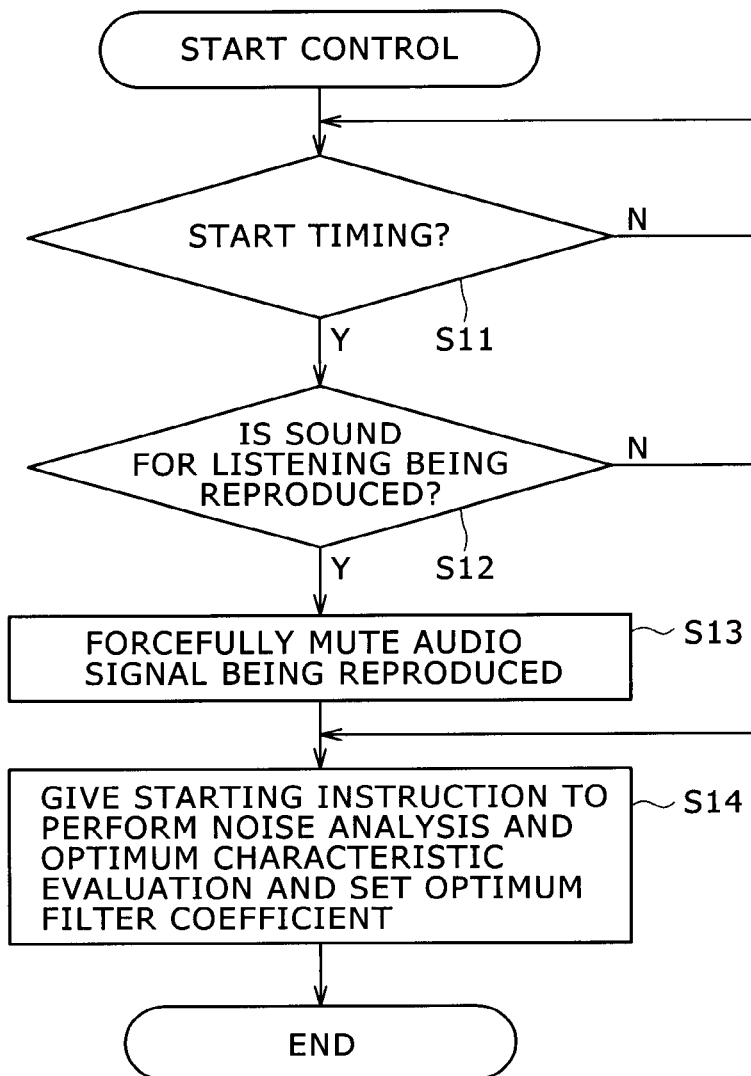 START CONTROL
START TIMING?
N
S11
Y
IS SOUND
FOR LISTENING BEING
REPRODUCED?
N
S12
Y
FORCEFULLY MUTE AUDIO
SIGNAL BEING REPRODUCED
S13
GIVE STARTING INSTRUCTION TO
PERFORM NOISE ANALYSIS AND
OPTIMUM CHARACTERISTIC
EVALUATION AND SET OPTIMUM
FILTER COEFFICIENT
S14
END